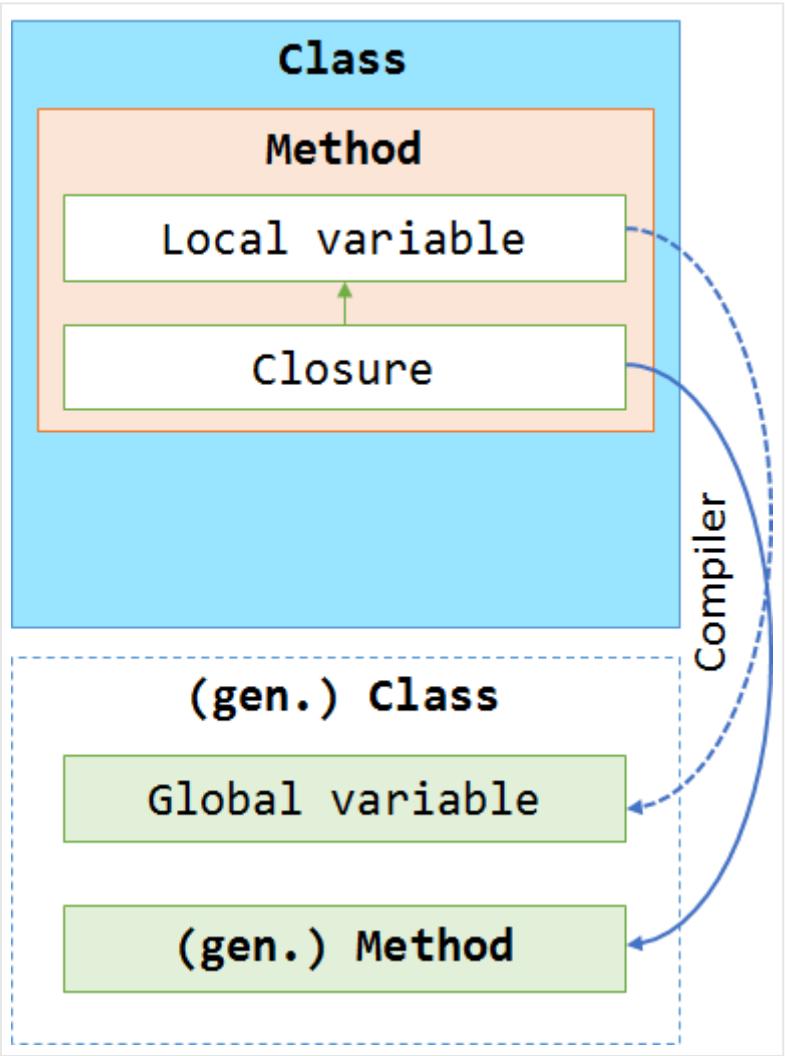 Class
Method
Local variable
Closure
Compiler
(gen.) Class
Global variable
(gen.) Method